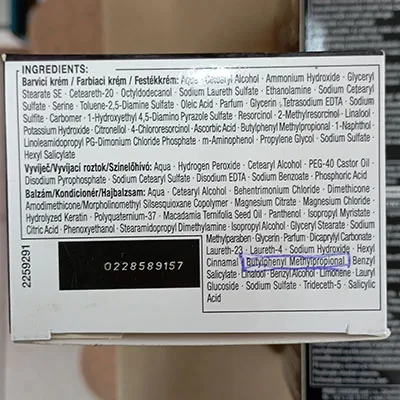 INGREDIENTS:
Barvicí krém / Farbiaci krém / Festékkrém: Aqua · Cetearyl Alcohol · Ammonium Hydroxide · Glyceryl
Stearate SE · Ceteareth-20 · Octyldodecanol · Sodium Laureth Sulfate · Ethanolamine · Sodium Cetearyl
Sulfate · Serine · Toluene-2,5-Diamine Sulfate · Oleic Acid · Parfum · Glycerin · Tetrasodium EDTA · Sodium
Sulfite · Carbomer · 1-Hydroxyethyl 4,5-Diamino Pyrazole Sulfate · Resorcinol · 2-Methylresorcinol · Linalool ·
Potassium Hydroxide · Citronellol · 4-Chlororesorcinol · Ascorbic Acid · Butylphenyl Methylpropional · 1-Naphthol ·
Linoleamidopropyl PG-Dimonium Chloride Phosphate · m-Aminophenol · Propylene Glycol · Sodium Sulfate ·
Hexyl Salicylate
Vyvíječ/Vyvíjací roztok/Színelőhívó: Aqua · Hydrogen Peroxide · Cetearyl Alcohol · PEG-40 Castor Oil ·
Disodium Pyrophosphate · Sodium Cetearyl Sulfate · Disodium EDTA · Sodium Benzoate · Phosphoric Acid
Balzám/Kondicionér/Hajbalzsam: Aqua · Cetearyl Alcohol · Behentrimonium Chloride · Dimethicone ·
Amodimethicone/Morpholinomethyl Silsesquioxane Copolymer · Magnesium Citrate · Magnesium Chloride ·
Hydrolyzed Keratin · Polyquaternium-37 · Macadamia Ternifolia Seed Oil · Panthenol · Isopropyl Myristate ·
Citric Acid · Phenoxyethanol · Stearamidopropyl Dimethylamine · Isopropyl Alcohol · Glyceryl Stearate · Sodium
Methylparaben · Glycerin · Parfum · Dicaprylyl Carbonate ·
Laureth-23 · Laureth-4 · Sodium Hydroxide · Hexyl
Cinnamal · Butylphenyl Methylpropional · Benzyl
Salicylate · Linalool · Benzyl Alcohol · Limonene · Lauryl
Glucoside · Sodium Sulfate · Trideceth-5 · Salicylic
Acid
0228589157
2259291